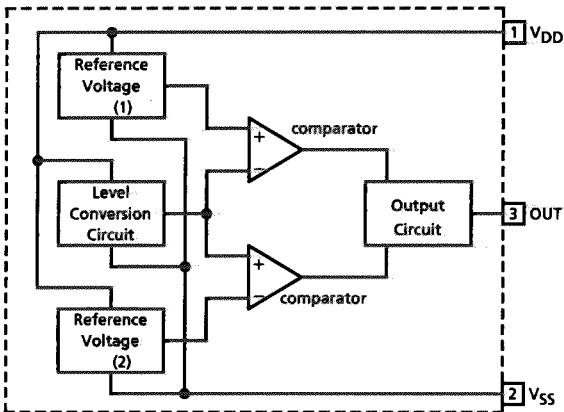 1 VDD
Reference
Voltage
(1)
comparator
+
−
Level
Conversion
Circuit
Output
Circuit
3 OUT
+
−
comparator
Reference
Voltage
(2)
2 VSS